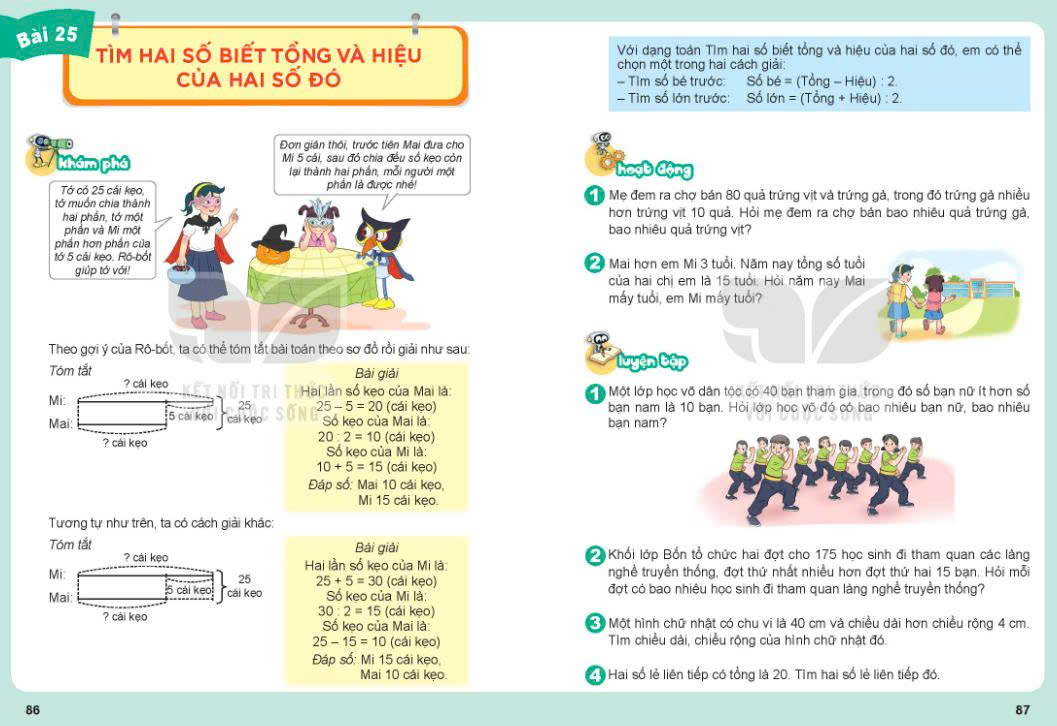 Bài 25
TÌM HAI SỐ BIẾT TỔNG VÀ HIỆU
CỦA HAI SỐ ĐÓ
Khám phá
Tớ có 25 cái kẹo,
tớ muốn chia thành
hai phần, tớ một
phần và Mi một
phần hơn phần của
tớ 5 cái kẹo. Rô-bốt
giúp tớ với!
Đơn giản thôi, trước tiên Mai đưa cho
Mi 5 cái, sau đó chia đều số kẹo còn
lại thành hai phần, mỗi người một
phần là được nhé!
Theo gợi ý của Rô-bốt, ta có thể tóm tắt bài toán theo sơ đồ rồi giải như sau:
Tóm tắt
? cái kẹo
Mi:
Mai:
5 cái kẹo
25
cái kẹo
? cái kẹo
Bài giải
Hai lần số kẹo của Mai là:
25 – 5 = 20 (cái kẹo)
Số kẹo của Mai là:
20 : 2 = 10 (cái kẹo)
Số kẹo của Mi là:
10 + 5 = 15 (cái kẹo)
Đáp số: Mai 10 cái kẹo,
Mi 15 cái kẹo.
Tương tự như trên, ta có cách giải khác:
Tóm tắt
? cái kẹo
Mi:
Mai:
5 cái kẹo
25
cái kẹo
? cái kẹo
Bài giải
Hai lần số kẹo của Mi là:
25 + 5 = 30 (cái kẹo)
Số kẹo của Mi là:
30 : 2 = 15 (cái kẹo)
Số kẹo của Mai là:
25 – 15 = 10 (cái kẹo)
Đáp số: Mi 15 cái kẹo,
Mai 10 cái kẹo.
86
Với dạng toán Tìm hai số biết tổng và hiệu của hai số đó, em có thể
chọn một trong hai cách giải:
– Tìm số bé trước: Số bé = (Tổng – Hiệu) : 2.
– Tìm số lớn trước: Số lớn = (Tổng + Hiệu) : 2.
hoạt động
1 Mẹ đem ra chợ bán 80 quả trứng vịt và trứng gà, trong đó trứng gà nhiều
hơn trứng vịt 10 quả. Hỏi mẹ đem ra chợ bán bao nhiêu quả trứng gà,
bao nhiêu quả trứng vịt?
2 Mai hơn em Mi 3 tuổi. Năm nay tổng số tuổi
của hai chị em là 15 tuổi. Hỏi năm nay Mai
mấy tuổi, em Mi mấy tuổi?
luyện tập
1 Một lớp học võ dân tộc có 40 bạn tham gia, trong đó số bạn nữ ít hơn số
bạn nam là 10 bạn. Hỏi lớp học võ đó có bao nhiêu bạn nữ, bao nhiêu
bạn nam?
2 Khối lớp Bốn tổ chức hai đợt cho 175 học sinh đi tham quan các làng
nghề truyền thống, đợt thứ nhất nhiều hơn đợt thứ hai 15 bạn. Hỏi mỗi
đợt có bao nhiêu học sinh đi tham quan làng nghề truyền thống?
3 Một hình chữ nhật có chu vi là 40 cm và chiều dài hơn chiều rộng 4 cm.
Tìm chiều dài, chiều rộng của hình chữ nhật đó.
4 Hai số lẻ liên tiếp có tổng là 20. Tìm hai số lẻ liên tiếp đó.
87
KẾT NỐI TRI THỨC
VỚI CUỘC SỐNG
KẾT NỐI TRI THỨC
VỚI CUỘC SỐNG